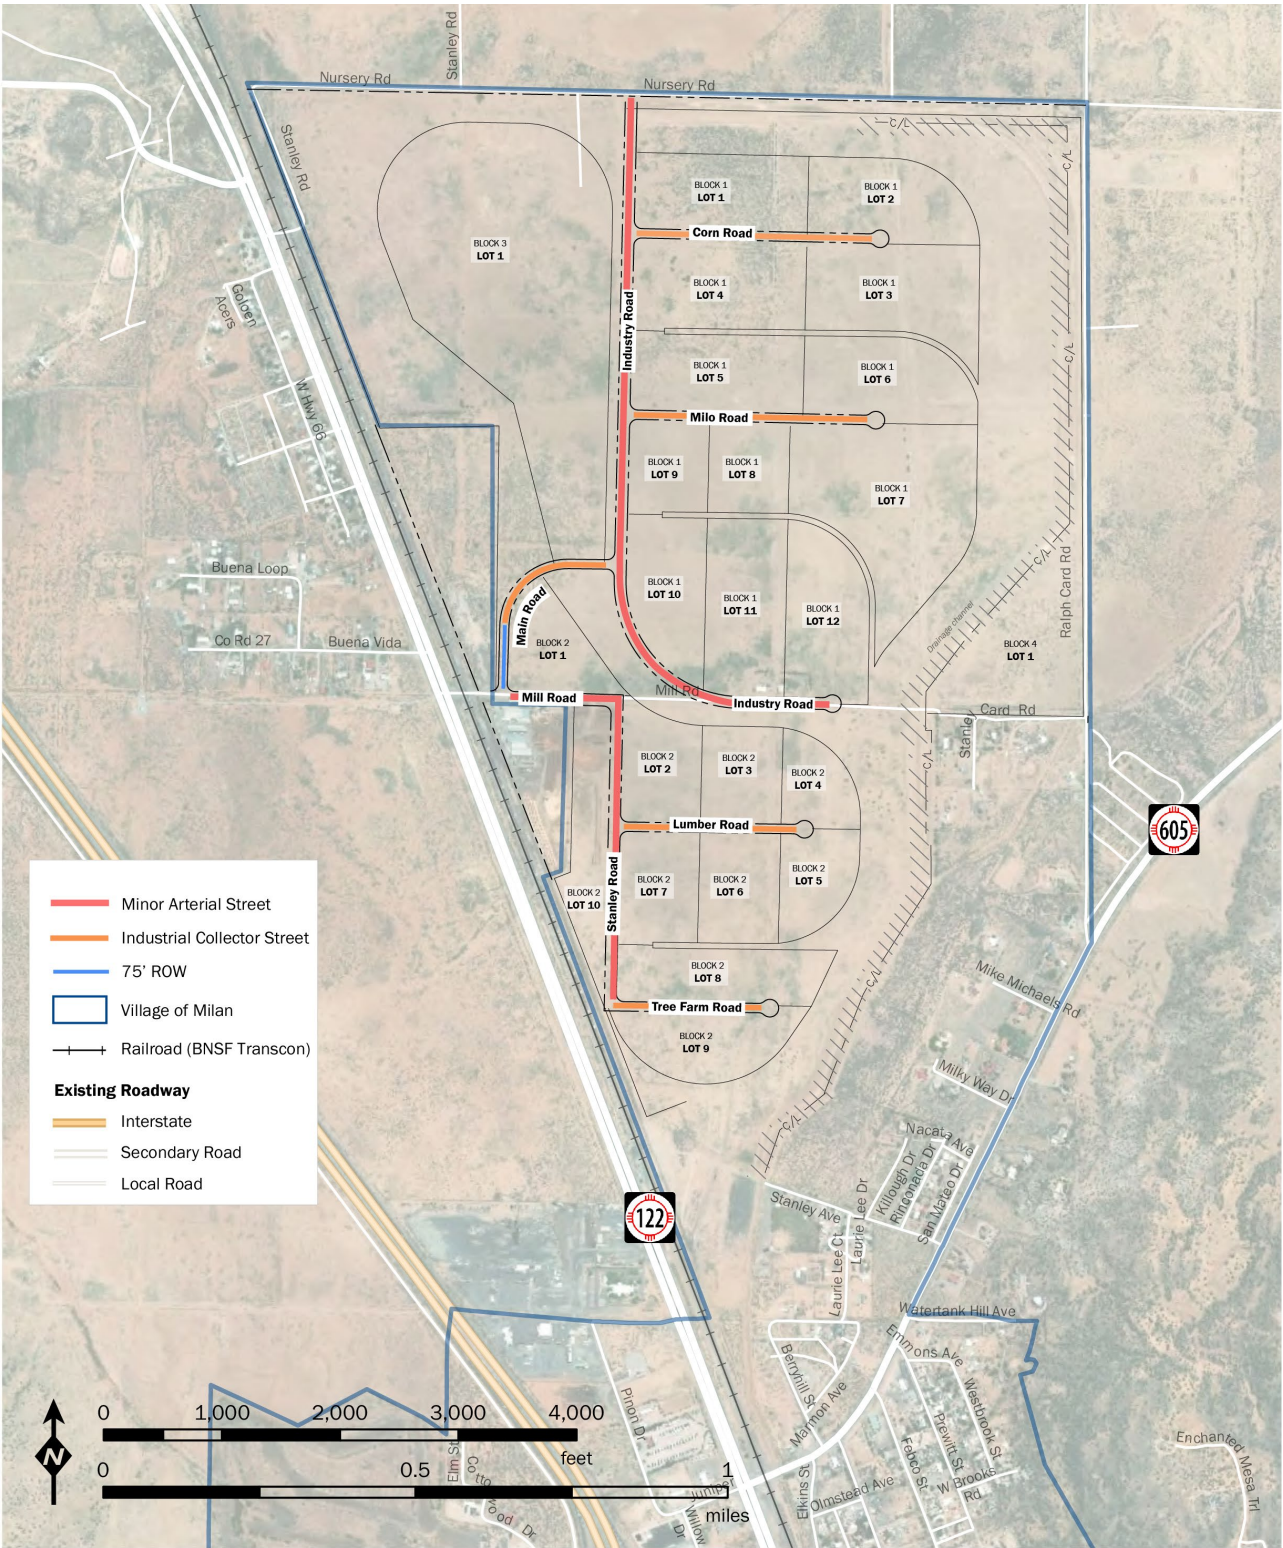 Nursery Rd
Stanley Rd
Nursery Rd
Stanley Rd
C/L
C/L
BLOCK 1
LOT 1
BLOCK 1
LOT 2
Corn Road
BLOCK 3
LOT 1
BLOCK 1
LOT 4
BLOCK 1
LOT 3
Golden
Acers
Industry Road
C/L
BLOCK 1
LOT 5
BLOCK 1
LOT 6
W Hwy 66
Milo Road
BLOCK 1
LOT 9
BLOCK 1
LOT 8
BLOCK 1
LOT 7
C/L
Ralph Card Rd
Buena Loop
Main Road
BLOCK 1
LOT 10
BLOCK 1
LOT 11
BLOCK 1
LOT 12
Drainage channel
Co Rd 27
Buena Vida
BLOCK 2
LOT 1
BLOCK 4
LOT 1
Mill Road
Mill Rd
Industry Road
Card Rd
Stanley
C/L
BLOCK 2
LOT 2
BLOCK 2
LOT 3
BLOCK 2
LOT 4
Lumber Road
605
BLOCK 2
LOT 10
Stanley Road
BLOCK 2
LOT 7
BLOCK 2
LOT 6
BLOCK 2
LOT 5
BLOCK 2
LOT 8
C/L
Mike Michaels Rd
Tree Farm Road
BLOCK 2
LOT 9
Minor Arterial Street
Industrial Collector Street
75' ROW
Village of Milan
Railroad (BNSF Transcon)
Existing Roadway
Interstate
Secondary Road
Local Road
Milky Way Dr
C/L
Nacata Ave
Killough Dr
Rinconada Dr
San Mateo Dr
Stanley Ave
Laurie Lee Dr
Laurie Lee Ct
122
Watertank Hill Ave
Emmons Ave
Berryhill St
Marmon Ave
Westbrook St
Prewitt St
Febco St
W Brooks
Rd
Elkins St
Olmstead Ave
Enchanted Mesa Trl
Pinon Dr
Juniper
Willow
Dr
Elm St
Cottonwood Dr
N
0 1,000 2,000 3,000 4,000
feet
0 0.5 1
miles